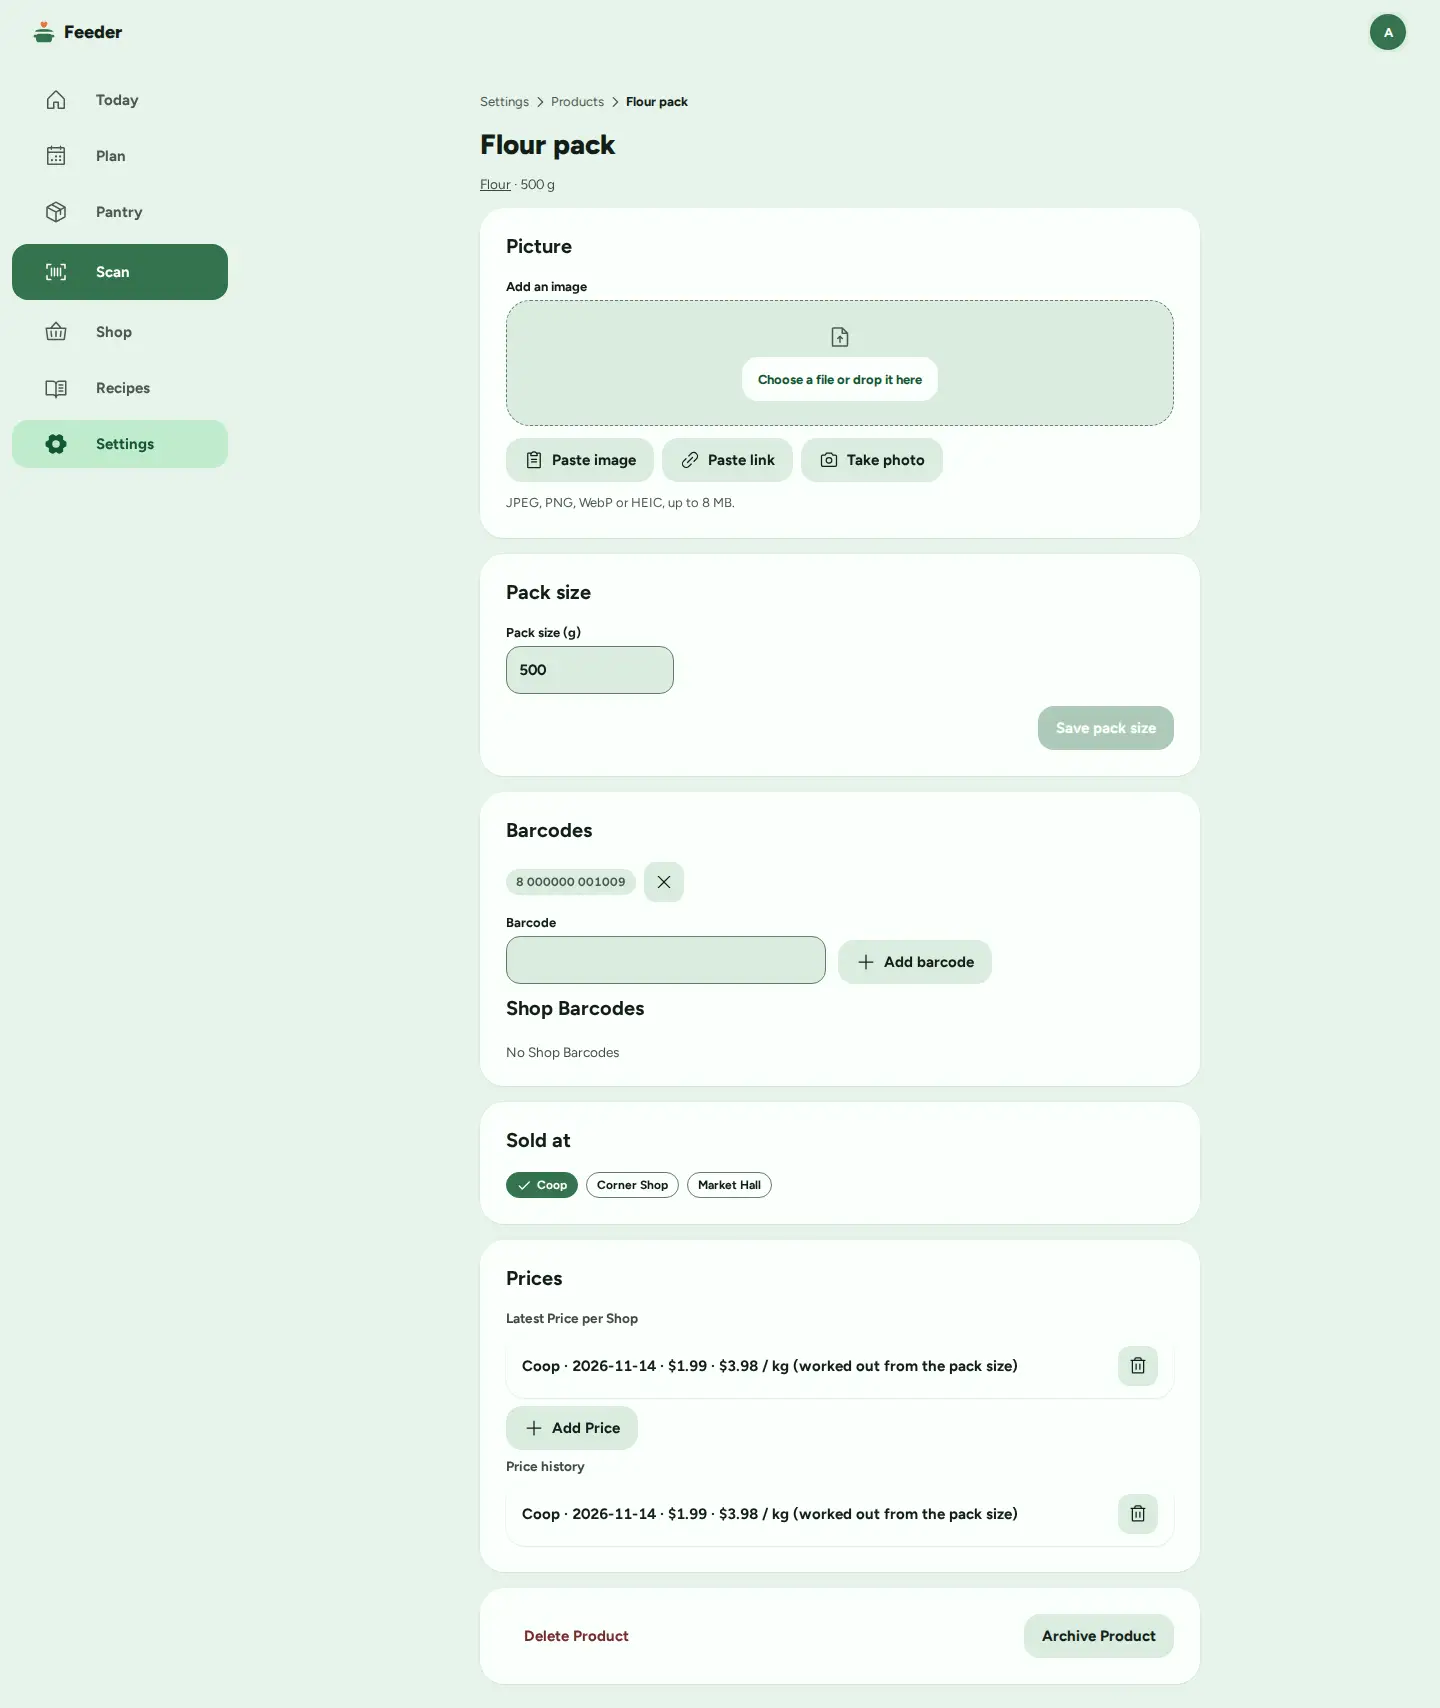 Feeder
A
Today
Plan
Pantry
Scan
Shop
Recipes
Settings
Settings > Products > Flour pack
Flour pack
Flour · 500 g
Picture
Add an image
Choose a file or drop it here
Paste image
Paste link
Take photo
JPEG, PNG, WebP or HEIC, up to 8 MB.
Pack size
Pack size (g)
500
Save pack size
Barcodes
8 000000 001009
Barcode
Add barcode
Shop Barcodes
No Shop Barcodes
Sold at
Coop
Corner Shop
Market Hall
Prices
Latest Price per Shop
Coop · 2026-11-14 · $1.99 · $3.98 / kg (worked out from the pack size)
Add Price
Price history
Coop · 2026-11-14 · $1.99 · $3.98 / kg (worked out from the pack size)
Delete Product
Archive Product